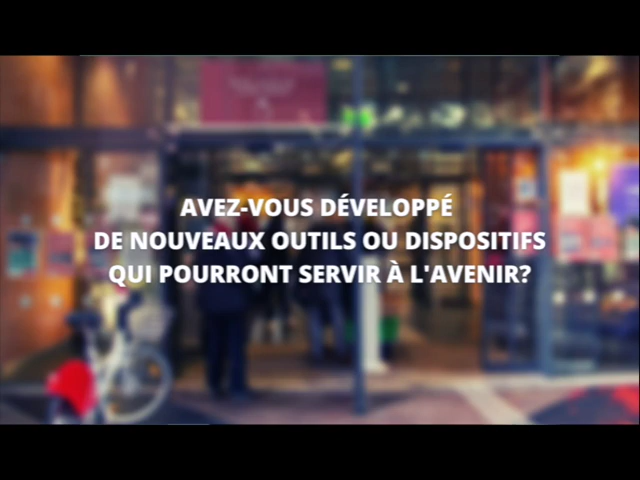 AVEZ-VOUS DÉVELOPPÉ
DE NOUVEAUX OUTILS OU DISPOSITIFS
QUI POURRONT SERVIR À L'AVENIR?